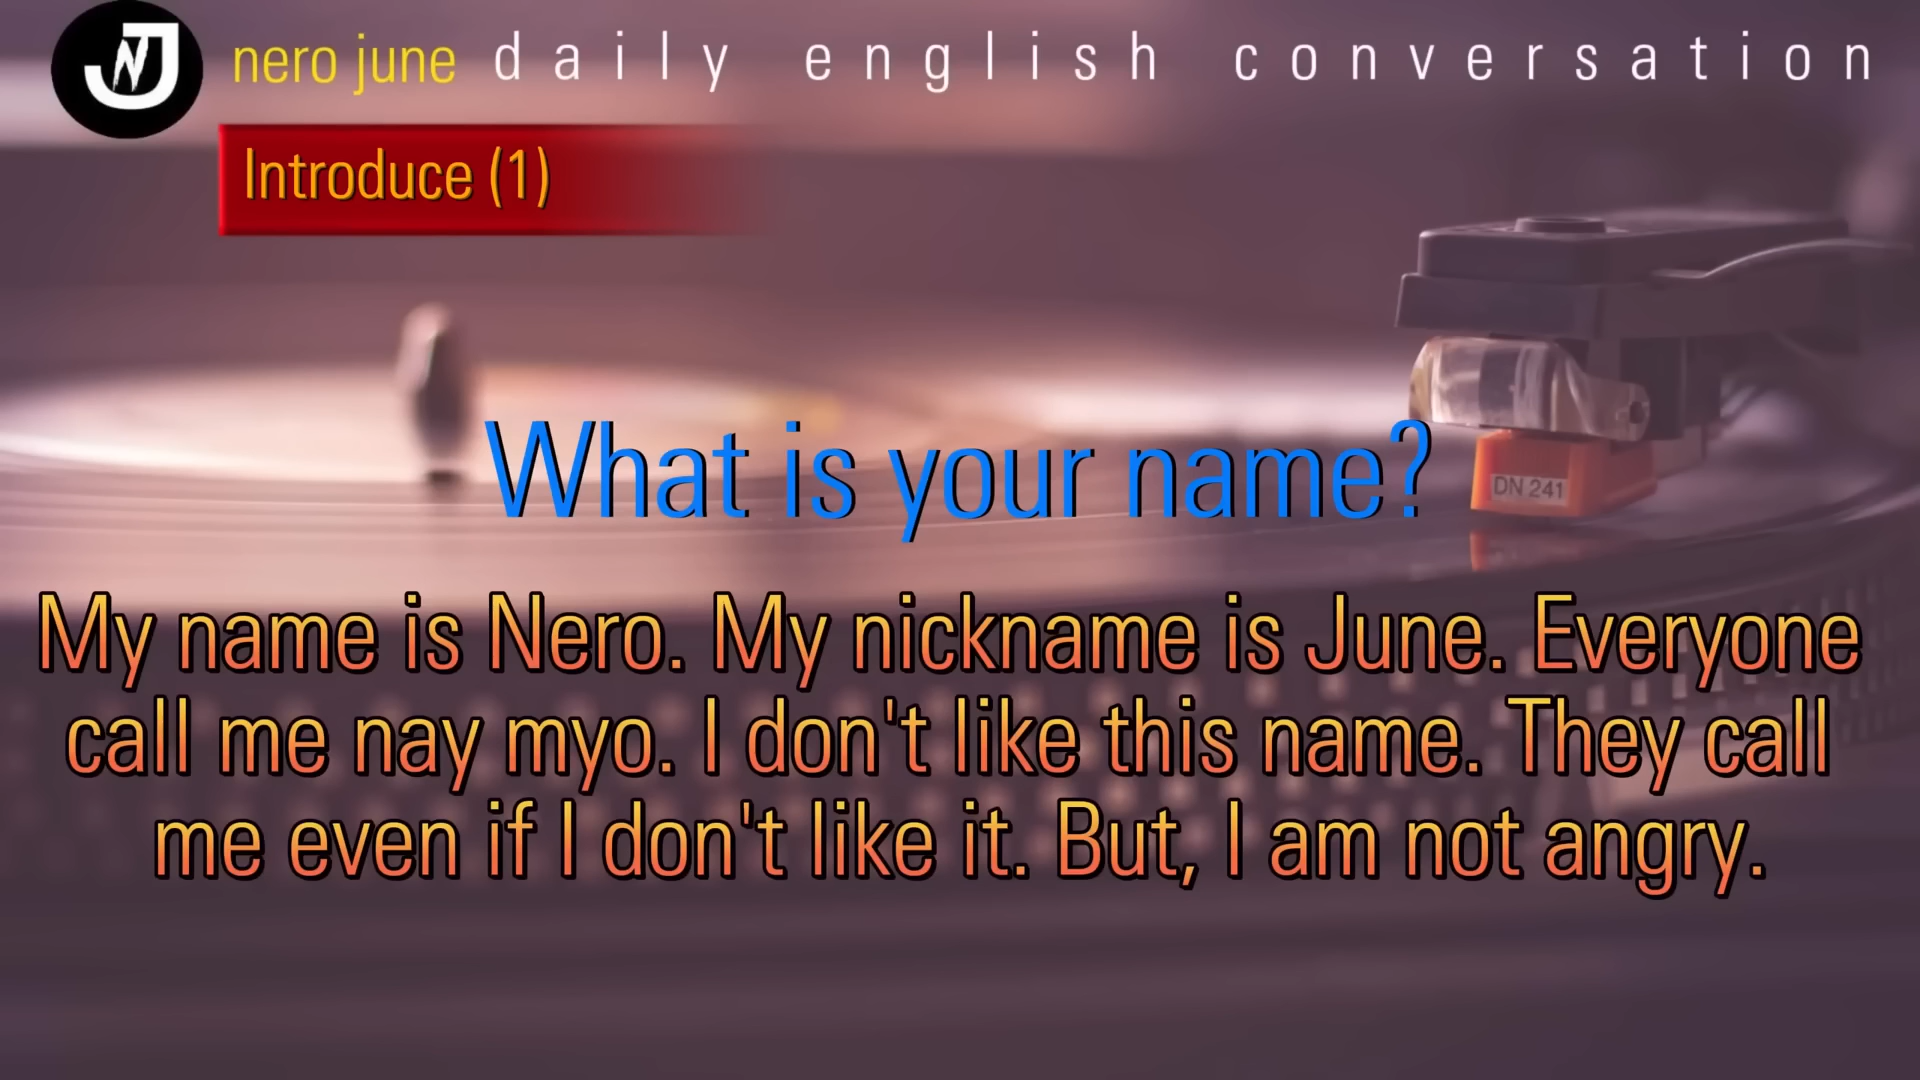 NJ
nero june daily english conversation
Introduce (1)
What is your name?
DN 241
My name is Nero. My nickname is June. Everyone
call me nay myo. I don't like this name. They call
me even if I don't like it. But, I am not angry.